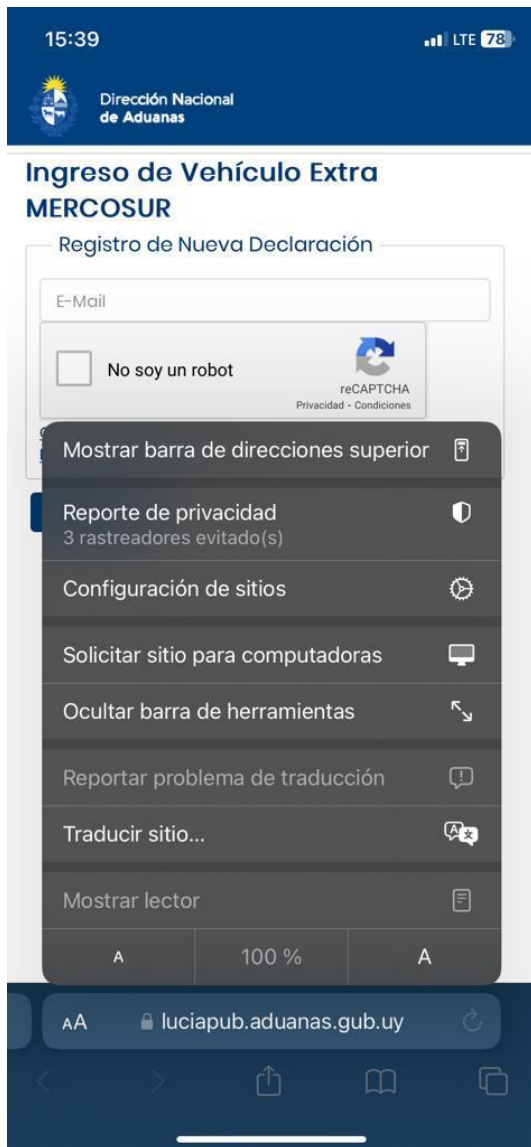 15:39
LTE 78
Dirección Nacional
de Aduanas
Ingreso de Vehículo Extra
MERCOSUR
Registro de Nueva Declaración
E-Mail
No soy un robot
reCAPTCHA
Privacidad - Condiciones
Mostrar barra de direcciones superior
Reporte de privacidad
3 rastreadores evitado(s)
Configuración de sitios
Solicitar sitio para computadoras
Ocultar barra de herramientas
Reportar problema de traducción
Traducir sitio...
Mostrar lector
A 100 % A
AA luciapub.aduanas.gub.uy